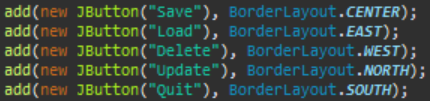 add(new JButton("Save"), BorderLayout.CENTER);
add(new JButton("Load"), BorderLayout.EAST);
add(new JButton("Delete"), BorderLayout.WEST);
add(new JButton("Update"), BorderLayout.NORTH);
add(new JButton("Quit"), BorderLayout.SOUTH);